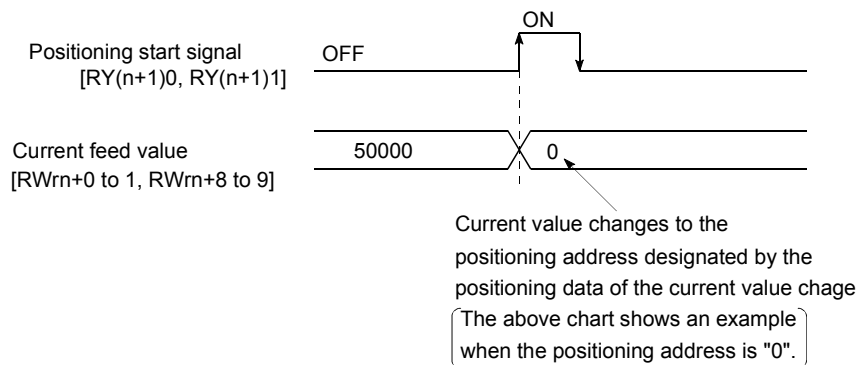 ON
Positioning start signal
OFF
[RY(n+1)0, RY(n+1)1]
Current feed value
50000
0
[RWrn+0 to 1, RWrn+8 to 9]
Current value changes to the
positioning address designated by the
positioning data of the current value chage
The above chart shows an example
when the positioning address is "0".